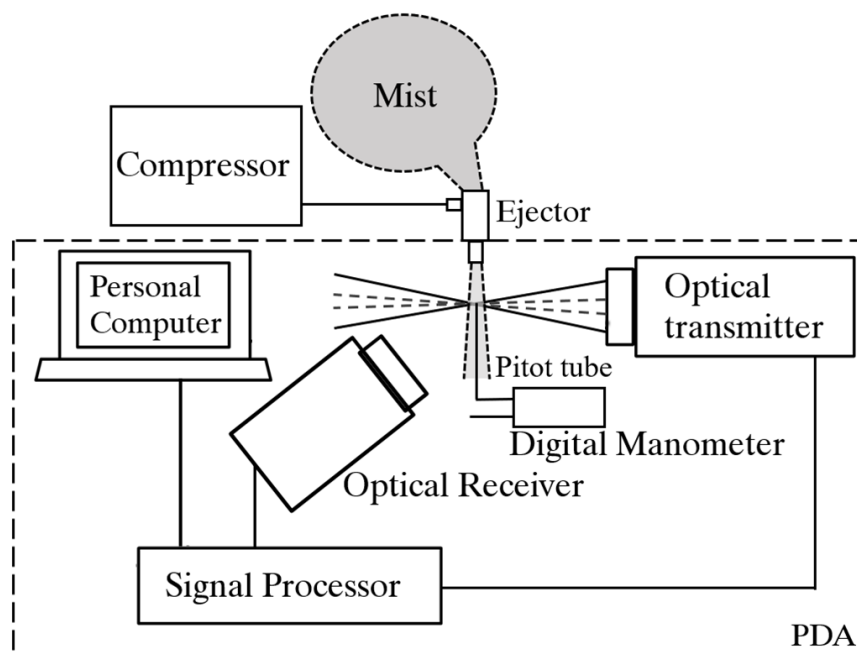 Mist
Compressor
Ejector
Personal
Computer
Optical
transmitter
Pitot tube
Digital Manometer
Optical Receiver
Signal Processor
PDA